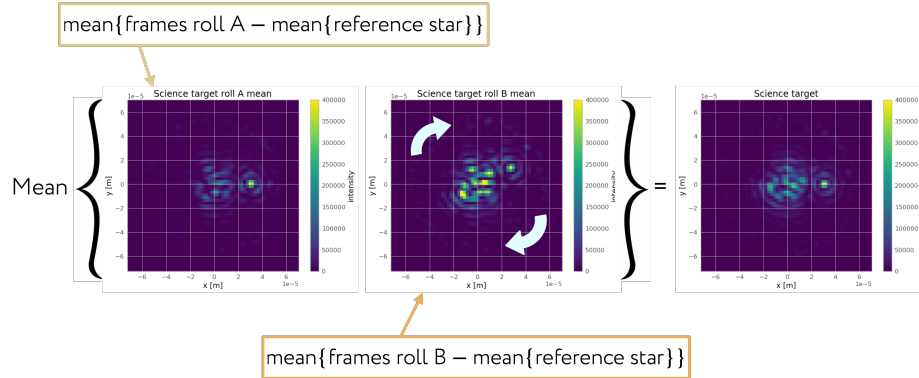 mean{frames roll A – mean{reference star}}
Mean
{
Science target roll A mean
1e−5
6
4
2
0
−2
−4
−6
y [m]
−6 −4 −2 0 2 4 6
1e−5
x [m]
400000
350000
300000
250000
200000
150000
100000
50000
0
intensity
Science target roll B mean
1e−5
6
4
2
0
−2
−4
−6
y [m]
−6 −4 −2 0 2 4 6
1e−5
x [m]
400000
350000
300000
250000
200000
150000
100000
50000
0
intensity
}
=
Science target
1e−5
6
4
2
0
−2
−4
−6
y [m]
−6 −4 −2 0 2 4 6
1e−5
x [m]
400000
350000
300000
250000
200000
150000
100000
50000
0
mean{frames roll B – mean{reference star}}